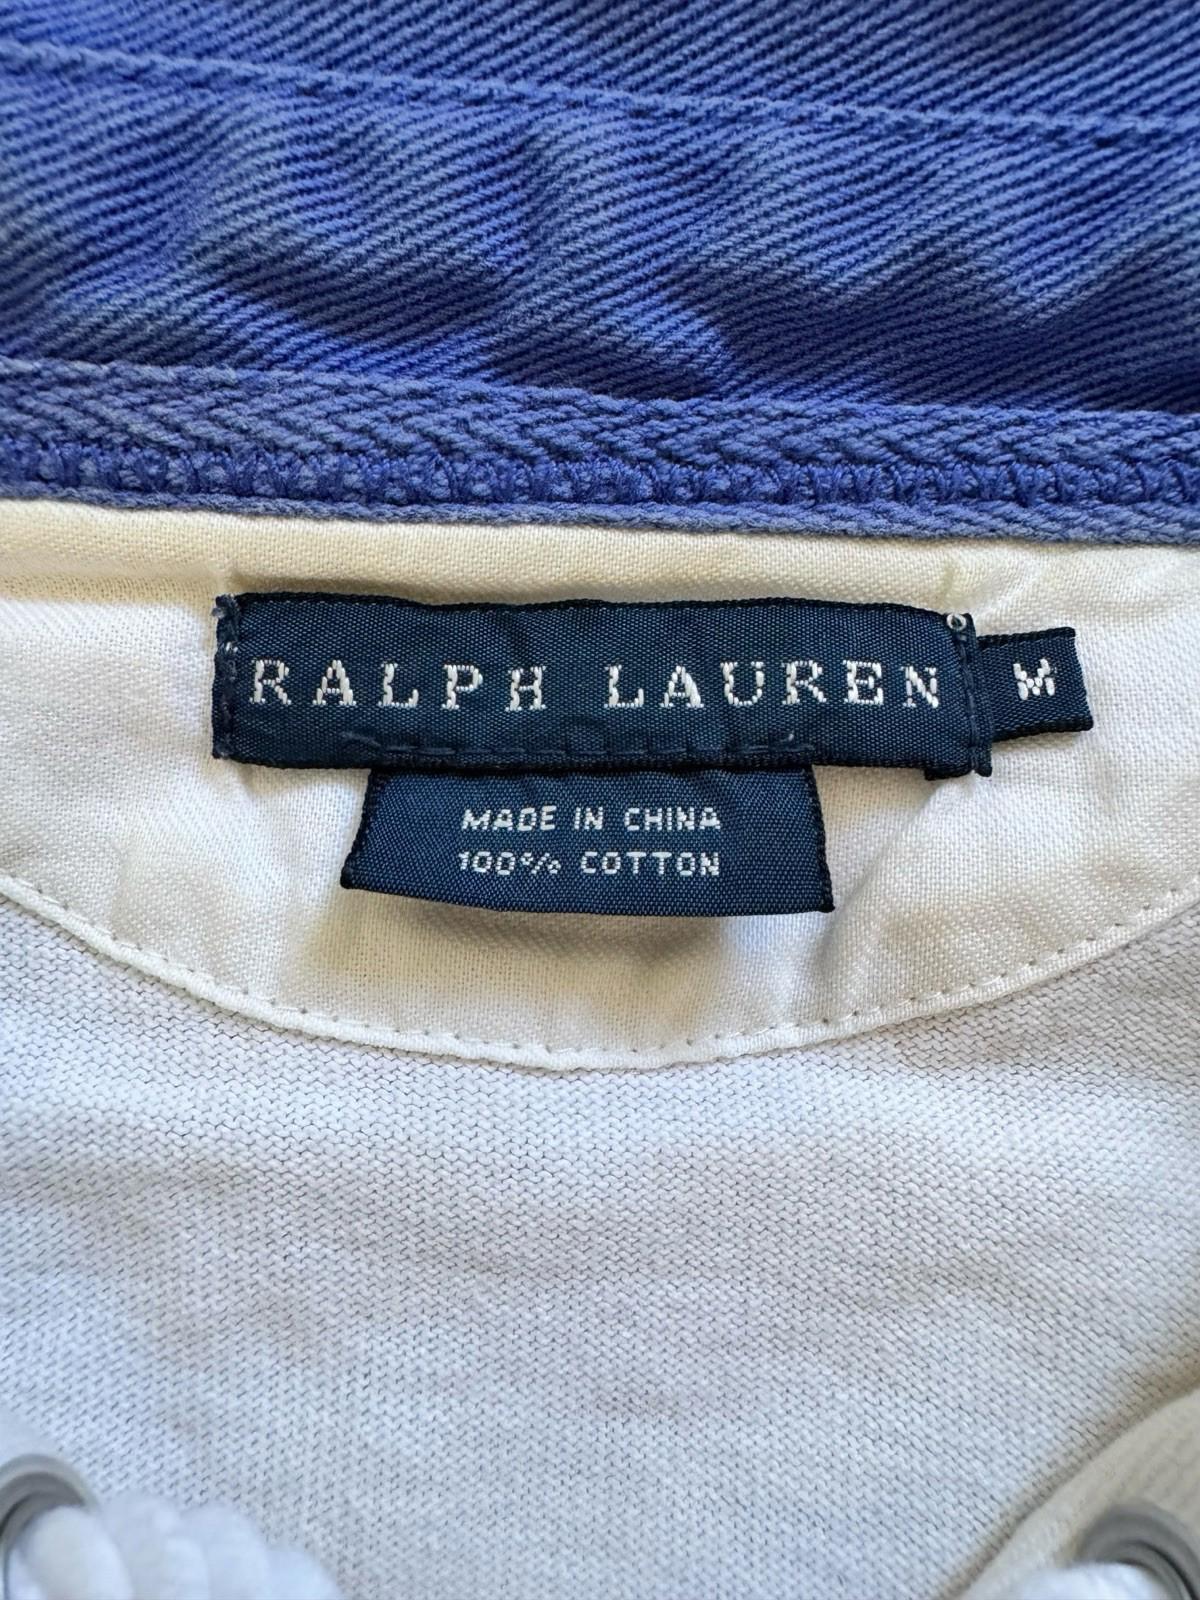 RALPH LAUREN M
MADE IN CHINA
100% COTTON